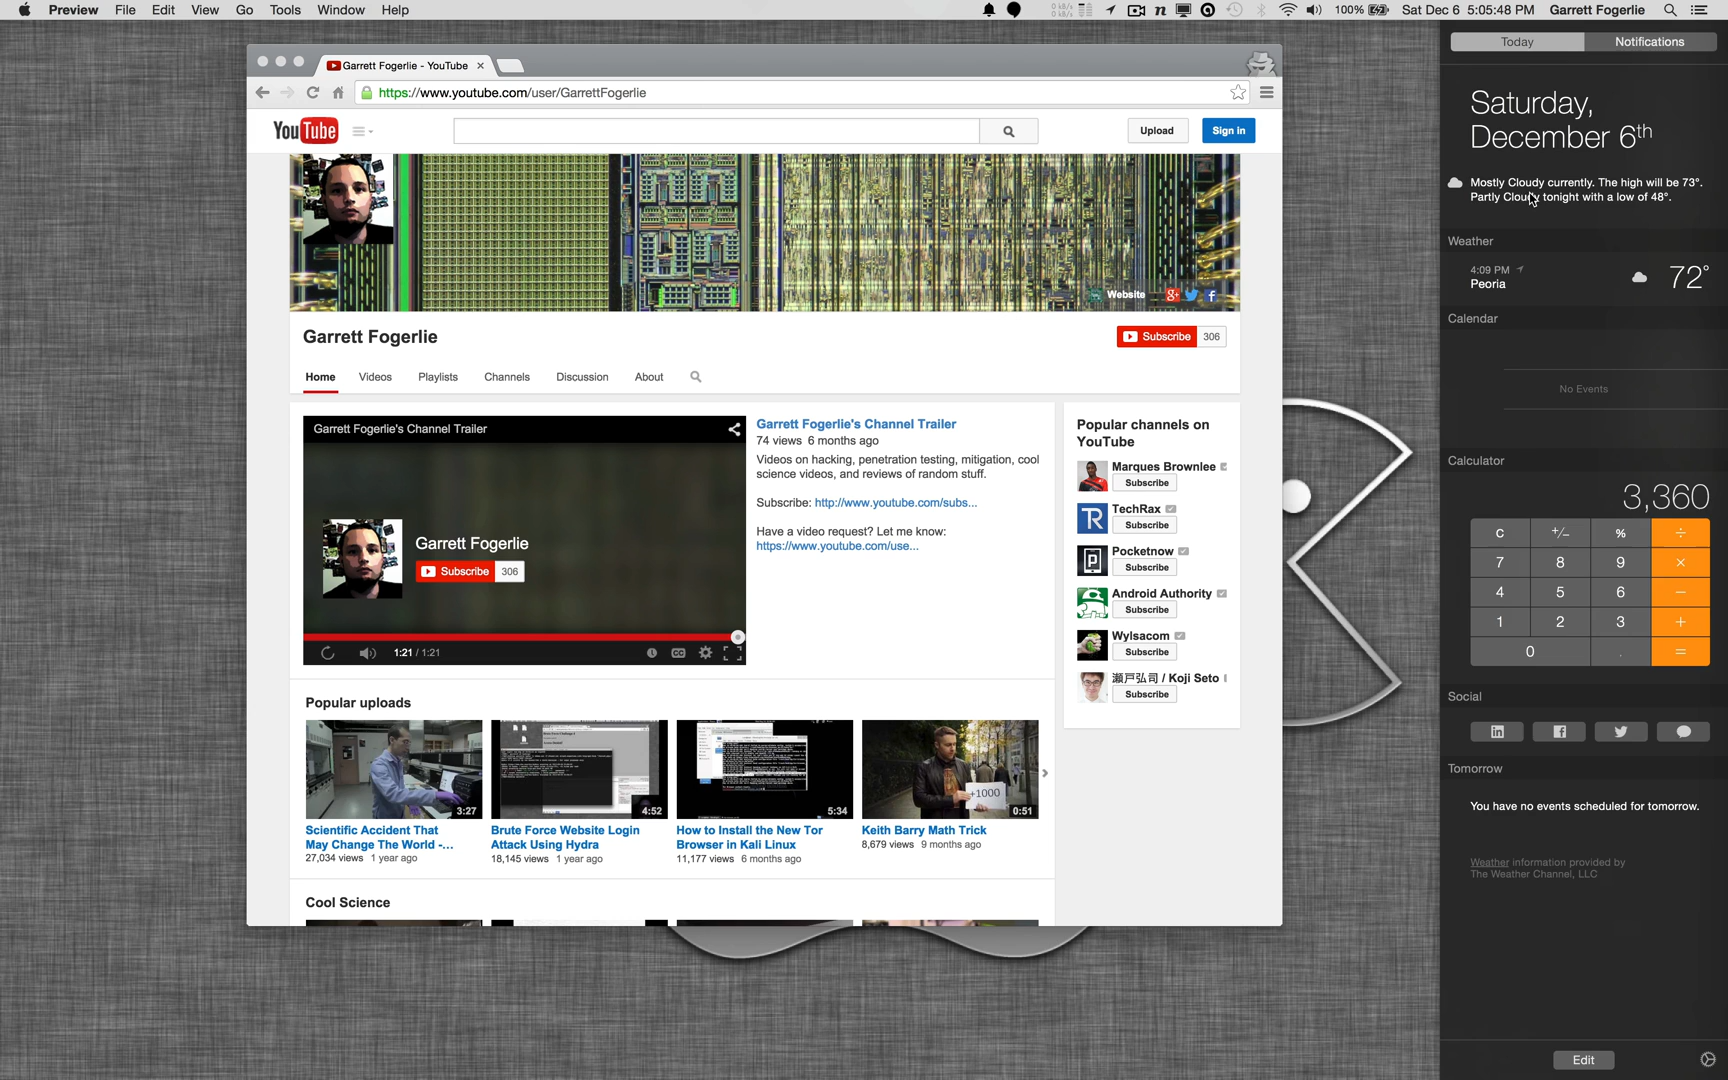 Preview File Edit View Go Tools Window Help
0 kB/s
0 kB/s
100% Sat Dec 6 5:05:48 PM Garrett Fogerlie
Garrett Fogerlie - YouTube
https://www.youtube.com/user/GarrettFogerlie
YouTube
Upload
Sign in
Website
Garrett Fogerlie
Subscribe 306
Home Videos Playlists Channels Discussion About
Garrett Fogerlie's Channel Trailer
Garrett Fogerlie
Subscribe 306
1:21 / 1:21
CC
Garrett Fogerlie's Channel Trailer
74 views 6 months ago
Videos on hacking, penetration testing, mitigation, cool
science videos, and reviews of random stuff.
Subscribe: http://www.youtube.com/subs...
Have a video request? Let me know:
https://www.youtube.com/use...
Popular channels on
YouTube
Marques Brownlee
Subscribe
TechRax
Subscribe
Pocketnow
Subscribe
Android Authority
Subscribe
Wylsacom
Subscribe
瀬戸弘司 / Koji Seto
Subscribe
Popular uploads
3:27
Scientific Accident That
May Change The World -...
27,034 views 1 year ago
4:52
Brute Force Website Login
Attack Using Hydra
18,145 views 1 year ago
5:34
How to Install the New Tor
Browser in Kali Linux
11,177 views 6 months ago
+1000
0:51
Keith Barry Math Trick
8,679 views 9 months ago
Cool Science
Today Notifications
Saturday,
December 6th
Mostly Cloudy currently. The high will be 73°.
Partly Cloudy tonight with a low of 48°.
Weather
4:09 PM
Peoria
72°
Calendar
No Events
Calculator
3,360
C +/− % ÷
7 8 9 ×
4 5 6 −
1 2 3 +
0 . =
Social
Tomorrow
You have no events scheduled for tomorrow.
Weather information provided by
The Weather Channel, LLC
Edit